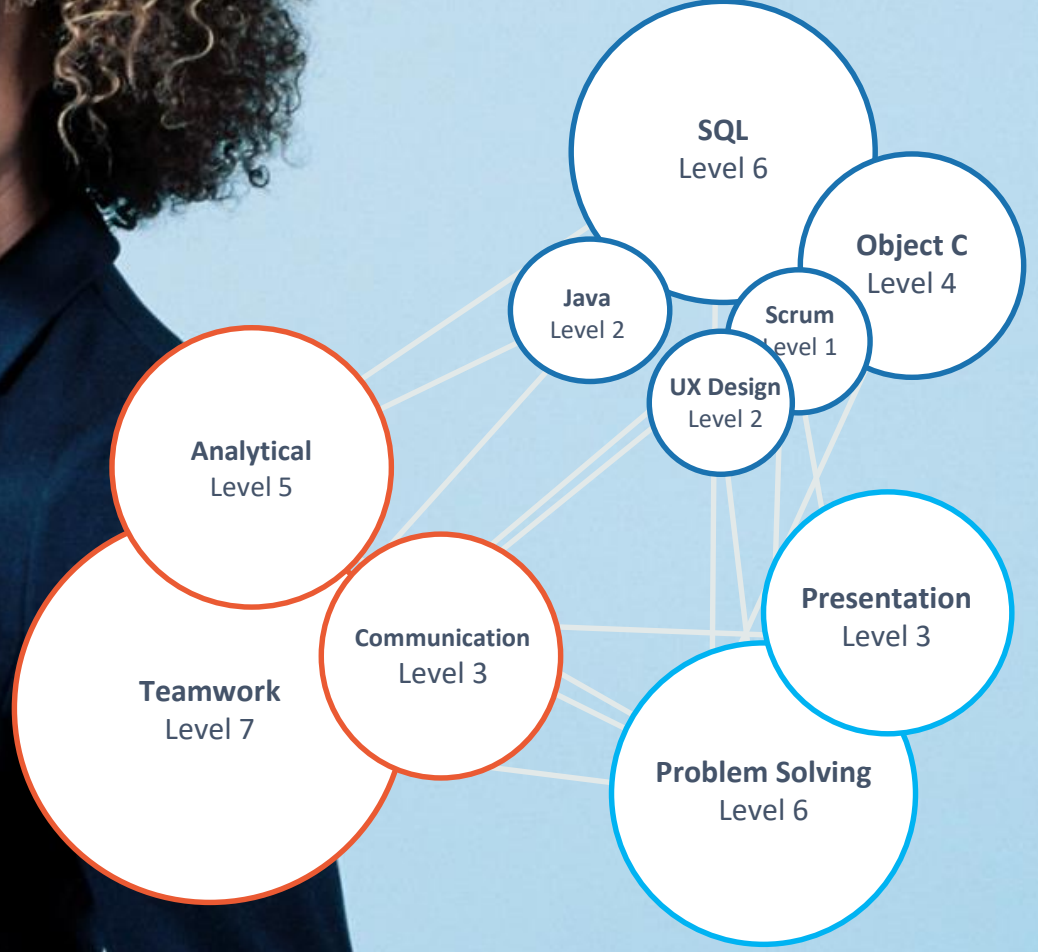 SQL
Level 6
Object C
Level 4
Java
Level 2
Scrum
Level 1
UX Design
Level 2
Analytical
Level 5
Presentation
Level 3
Communication
Level 3
Teamwork
Level 7
Problem Solving
Level 6